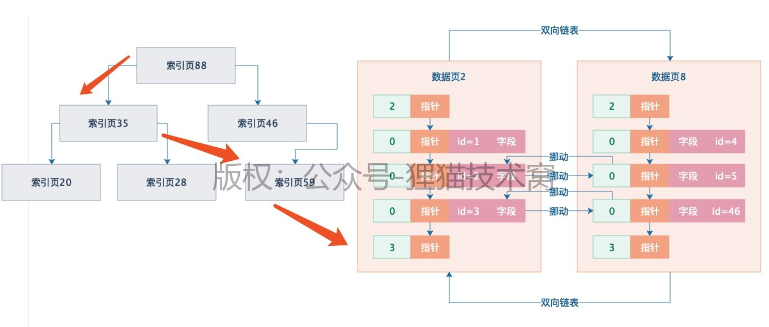 双向链表
索引页88
索引页35
索引页46
索引页20
索引页28
索引页59
数据页2
2 指针
0 指针 id=1 字段
0 指针 字段
0 指针 id=3 字段
3 指针
挪动
挪动
挪动
挪动
数据页8
2 指针
0 指针 字段 id=4
0 指针 字段 id=5
0 指针 字段 id=46
3 指针
双向链表
版权：公众号-狸猫技术窝